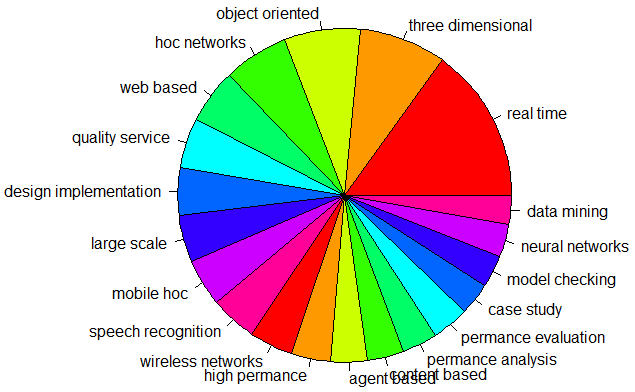 object oriented
three dimensional
hoc networks
web based
real time
quality service
design implementation
data mining
large scale
neural networks
model checking
mobile hoc
case study
speech recognition
permance evaluation
wireless networks
permance analysis
high permance
content based
agent based